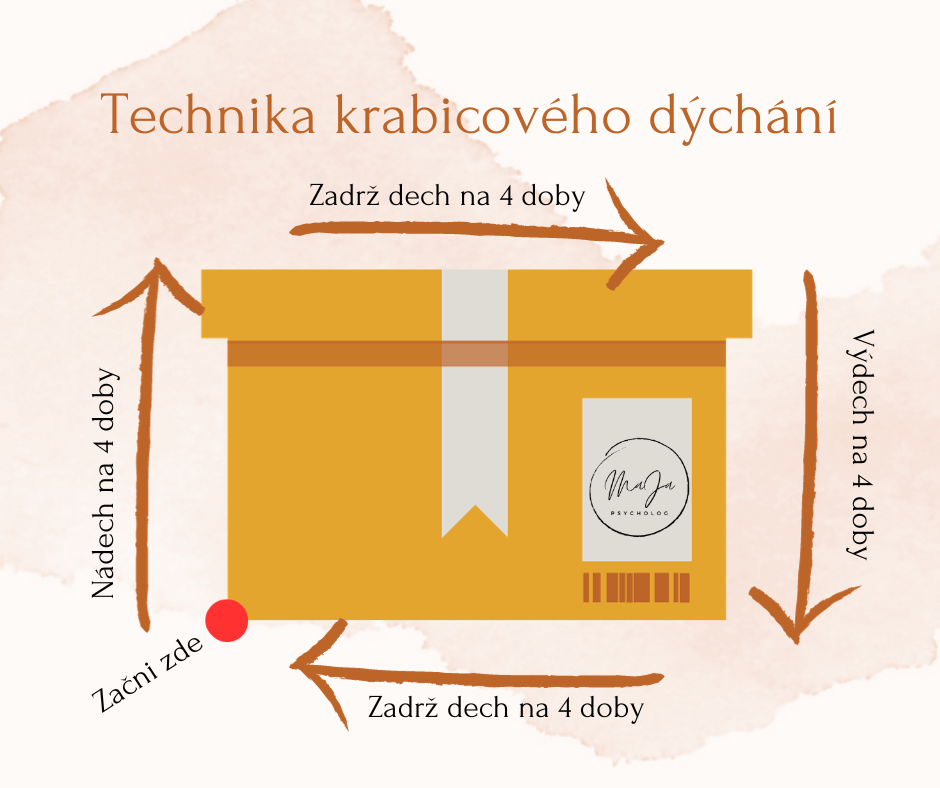 Technika krabicového dýchání
Zadrž dech na 4 doby
Nádech na 4 doby
Výdech na 4 doby
MaJa
PSYCHOLOG
Začni zde
Zadrž dech na 4 doby